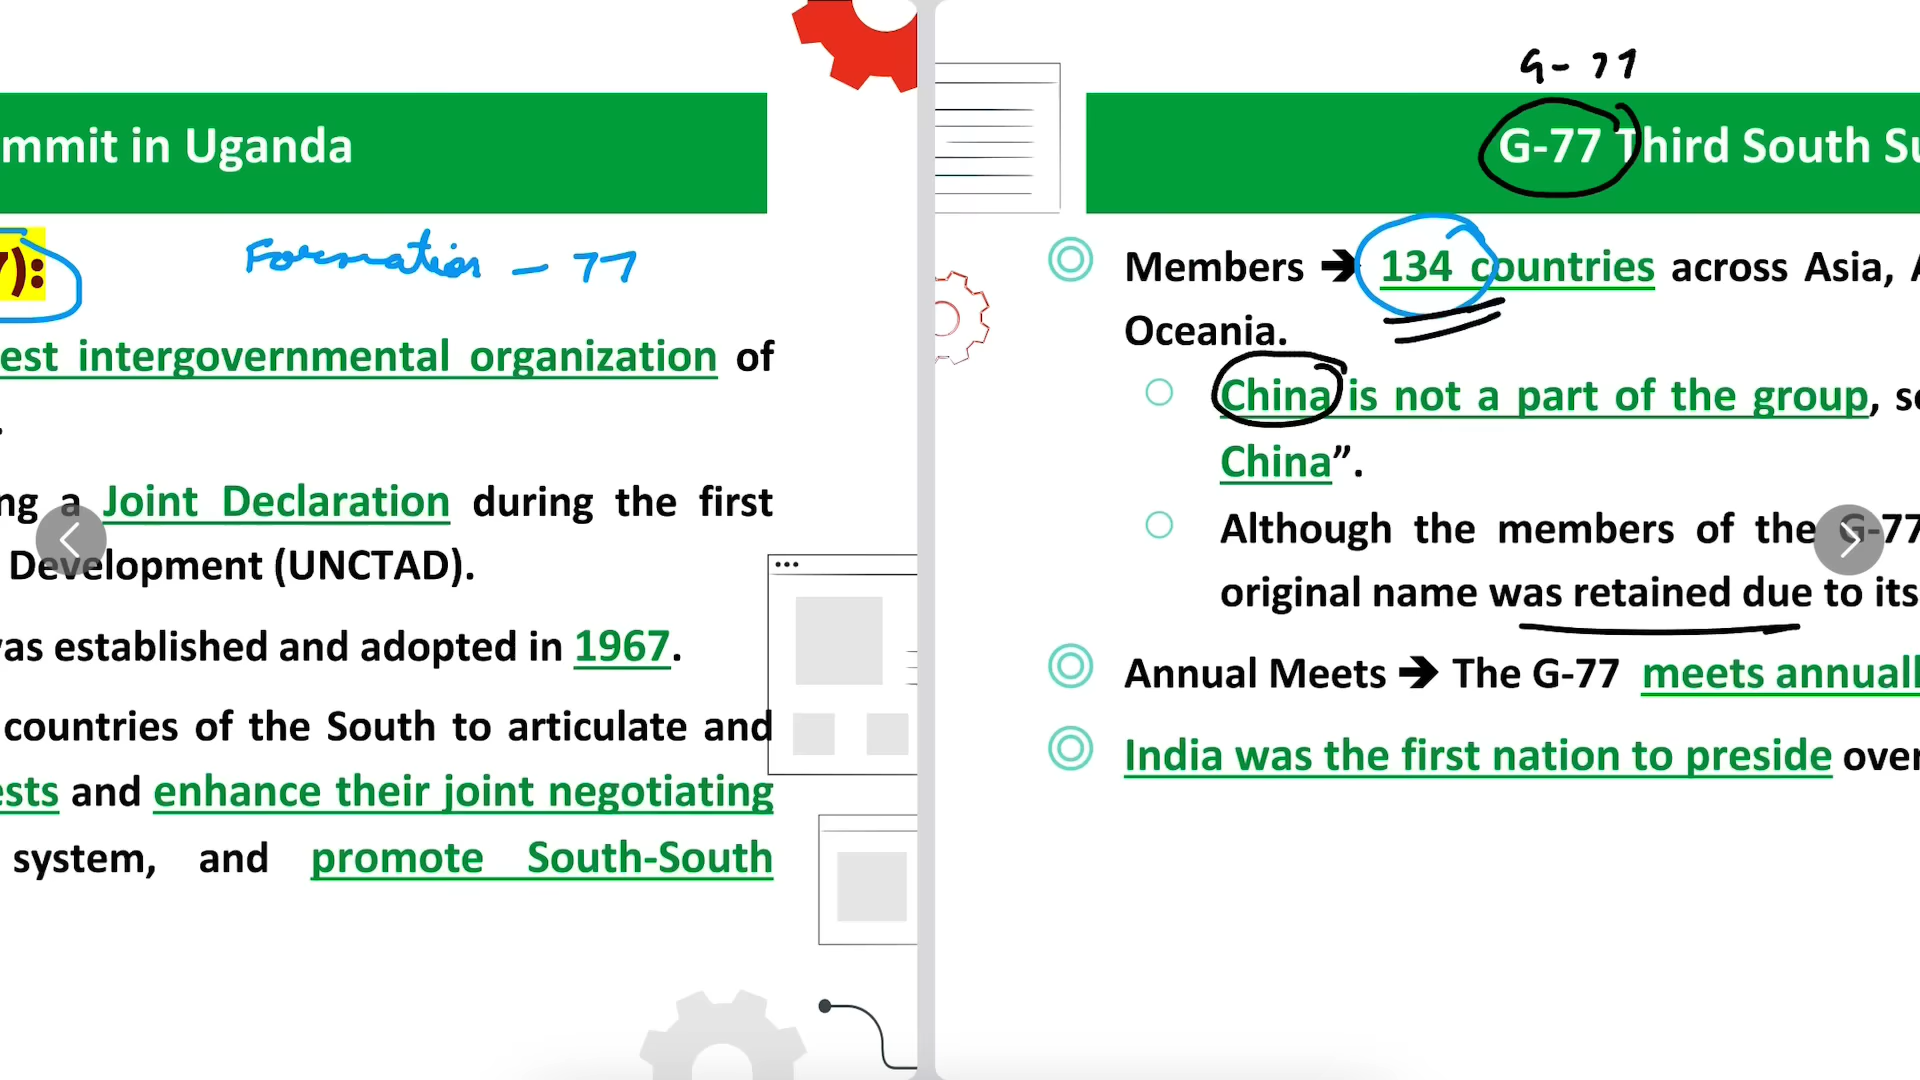 mmit in Uganda
7):
Formation - 77
est intergovernmental organization of
.
ng a Joint Declaration during the first
Development (UNCTAD).
as established and adopted in 1967.
countries of the South to articulate and
ests and enhance their joint negotiating
system, and promote South-South
G- 77
G-77 Third South Su
Members ➔ 134 countries across Asia, A
Oceania.
China is not a part of the group, so
China”.
Although the members of the G-77
original name was retained due to its
Annual Meets ➔ The G-77 meets annuall
India was the first nation to preside over